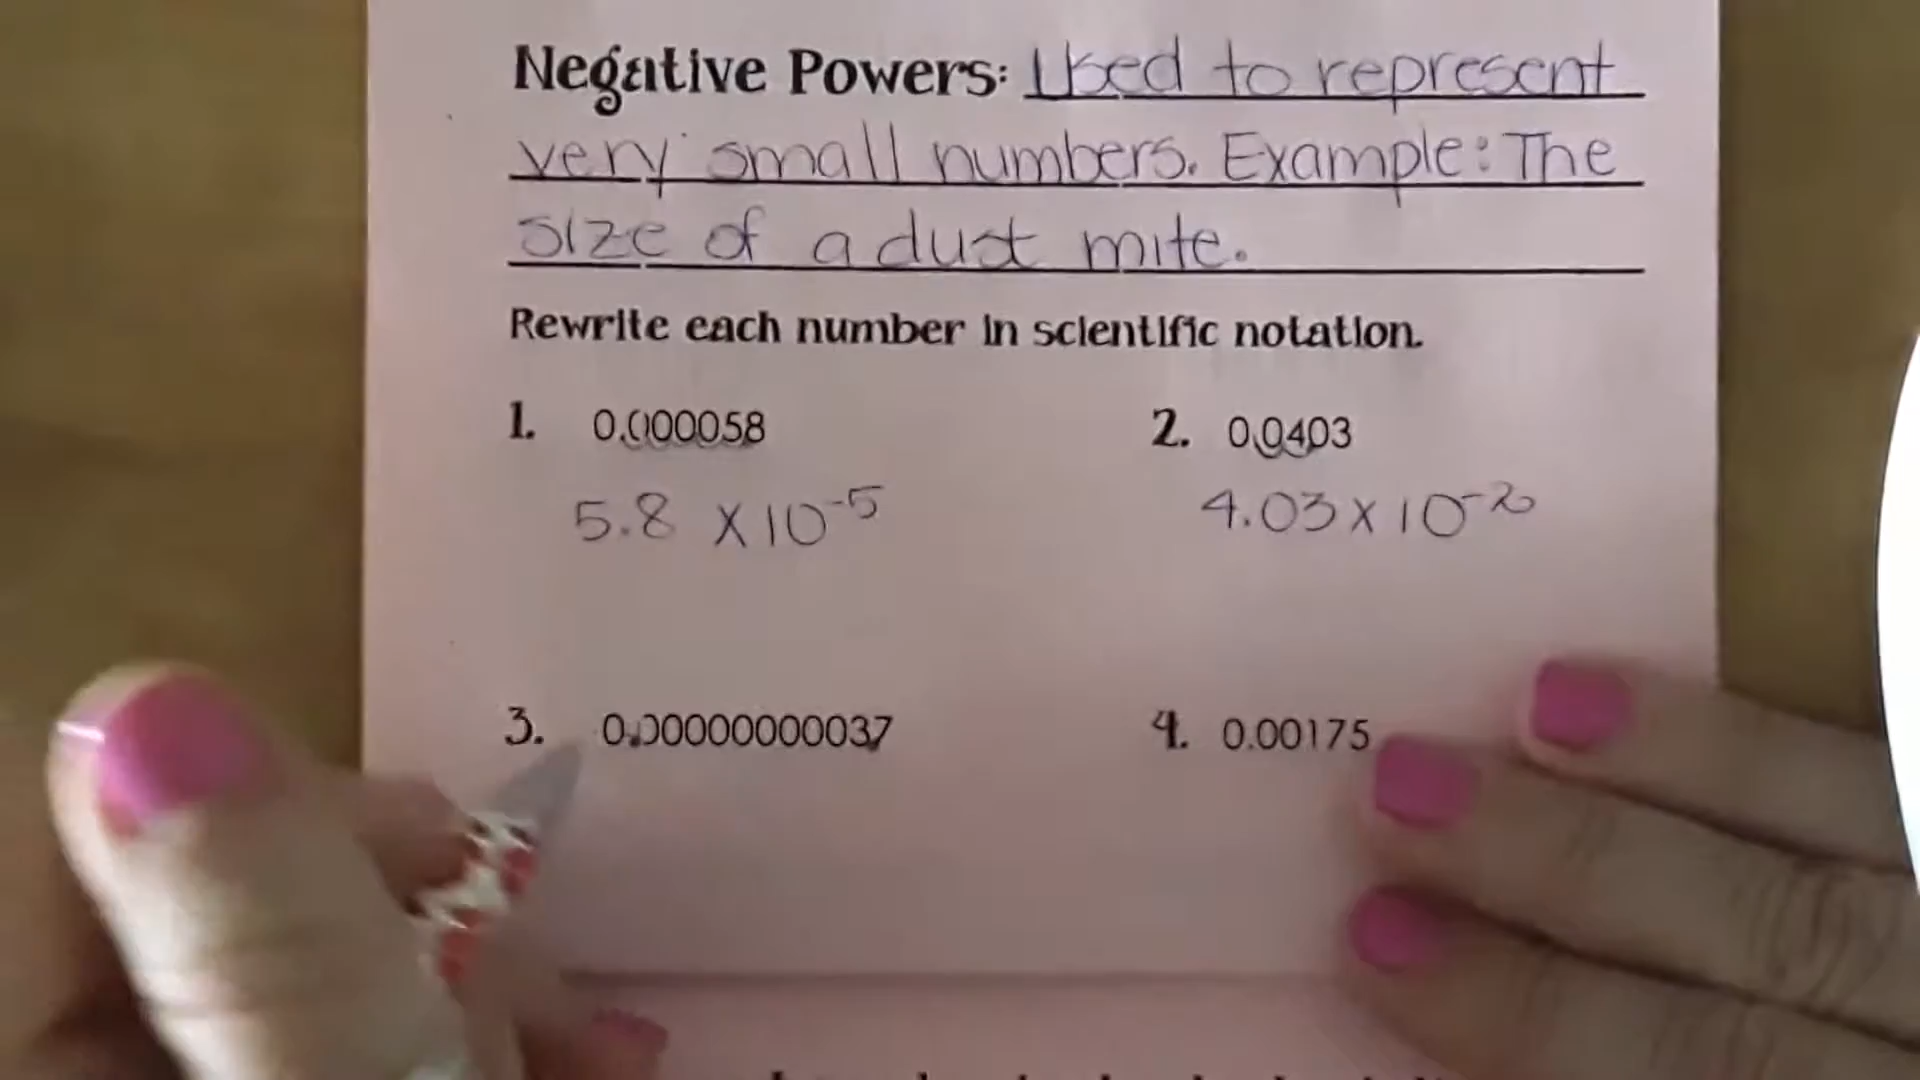 Negative Powers: Used to represent
very small numbers. Example: The
size of a dust mite.
Rewrite each number in scientific notation.
1. 0.000058 2. 0.0403
5.8 x 10⁻⁵ 4.03 x 10⁻²
3. 0.00000000037 4. 0.00175